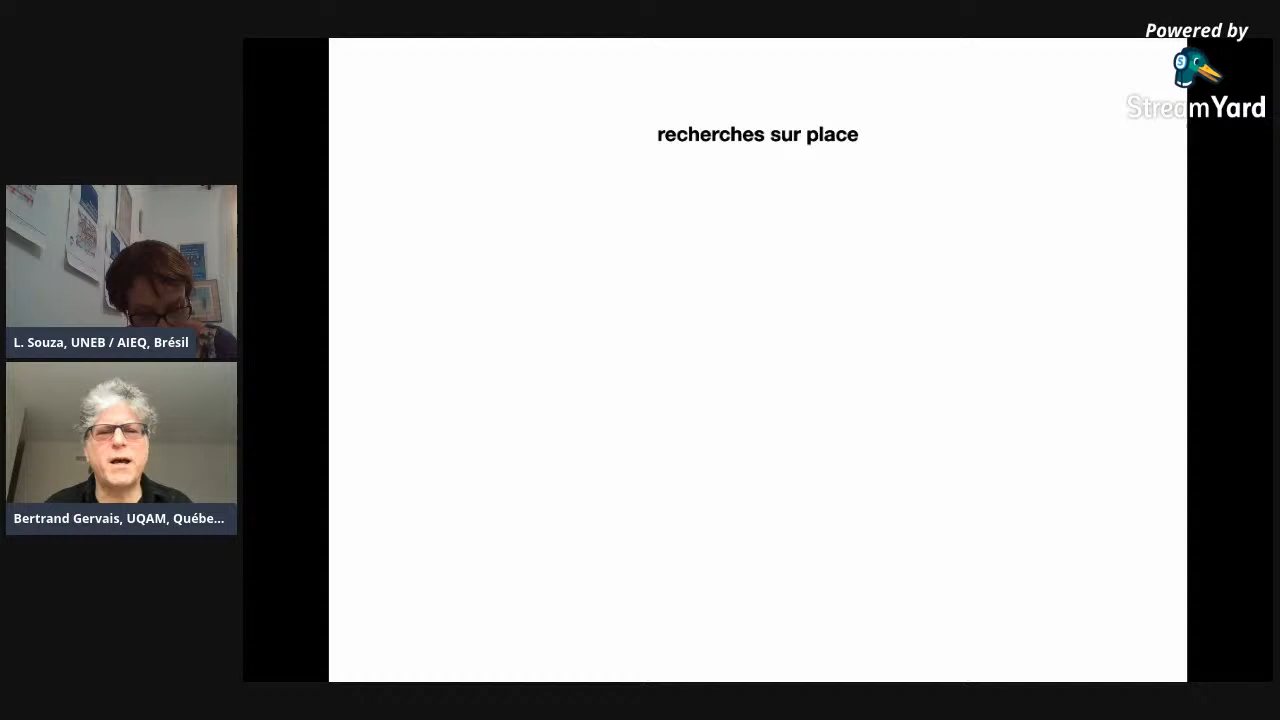 Powered by
StreamYard
recherches sur place
L. Souza, UNEB / AIEQ, Brésil
Bertrand Gervais, UQAM, Québe...